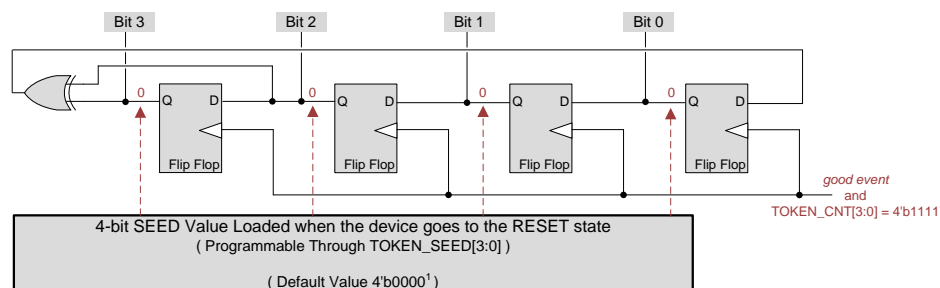 Bit 3 Bit 2 Bit 1 Bit 0
0 0 0 0
Q D Q D Q D Q D
Flip Flop Flip Flop Flip Flop Flip Flop
good event
and
TOKEN_CNT[3:0] = 4'b1111
4-bit SEED Value Loaded when the device goes to the RESET state
( Programmable Through TOKEN_SEED[3:0] )
( Default Value 4'b0000¹ )